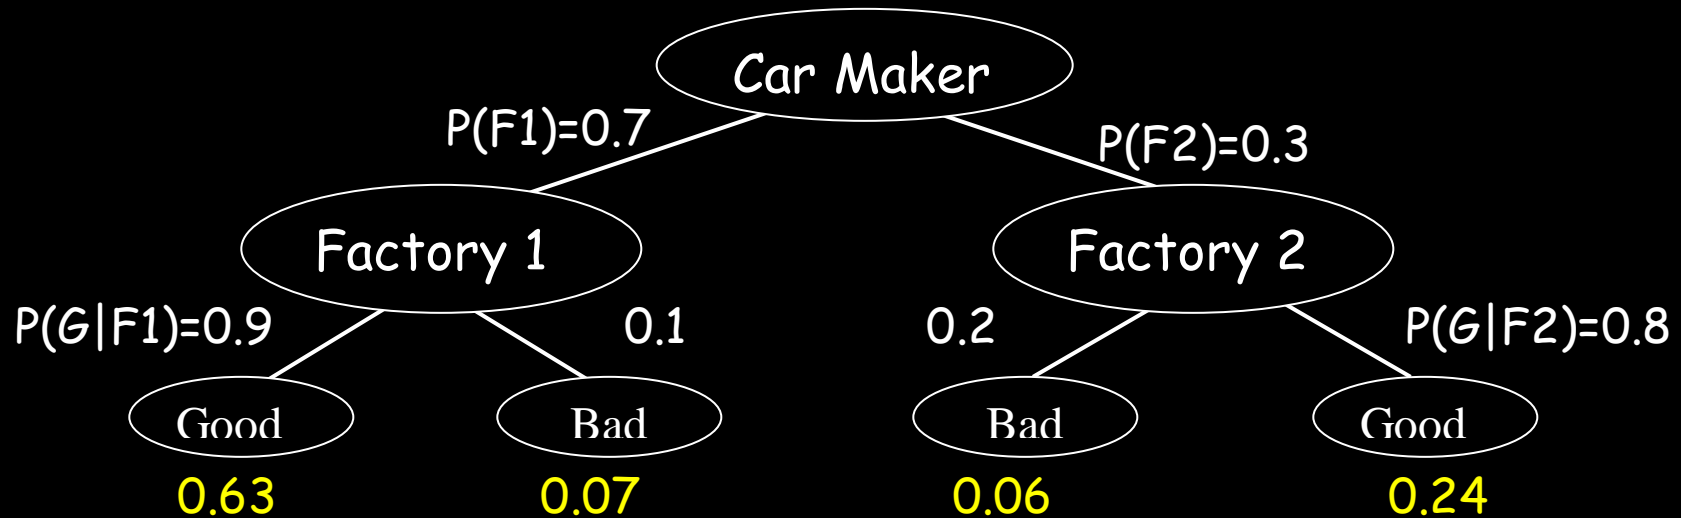 Car Maker
P(F1)=0.7
P(F2)=0.3
Factory 1
Factory 2
P(G|F1)=0.9
0.1
0.2
P(G|F2)=0.8
Good
Bad
Bad
Good
0.63
0.07
0.06
0.24